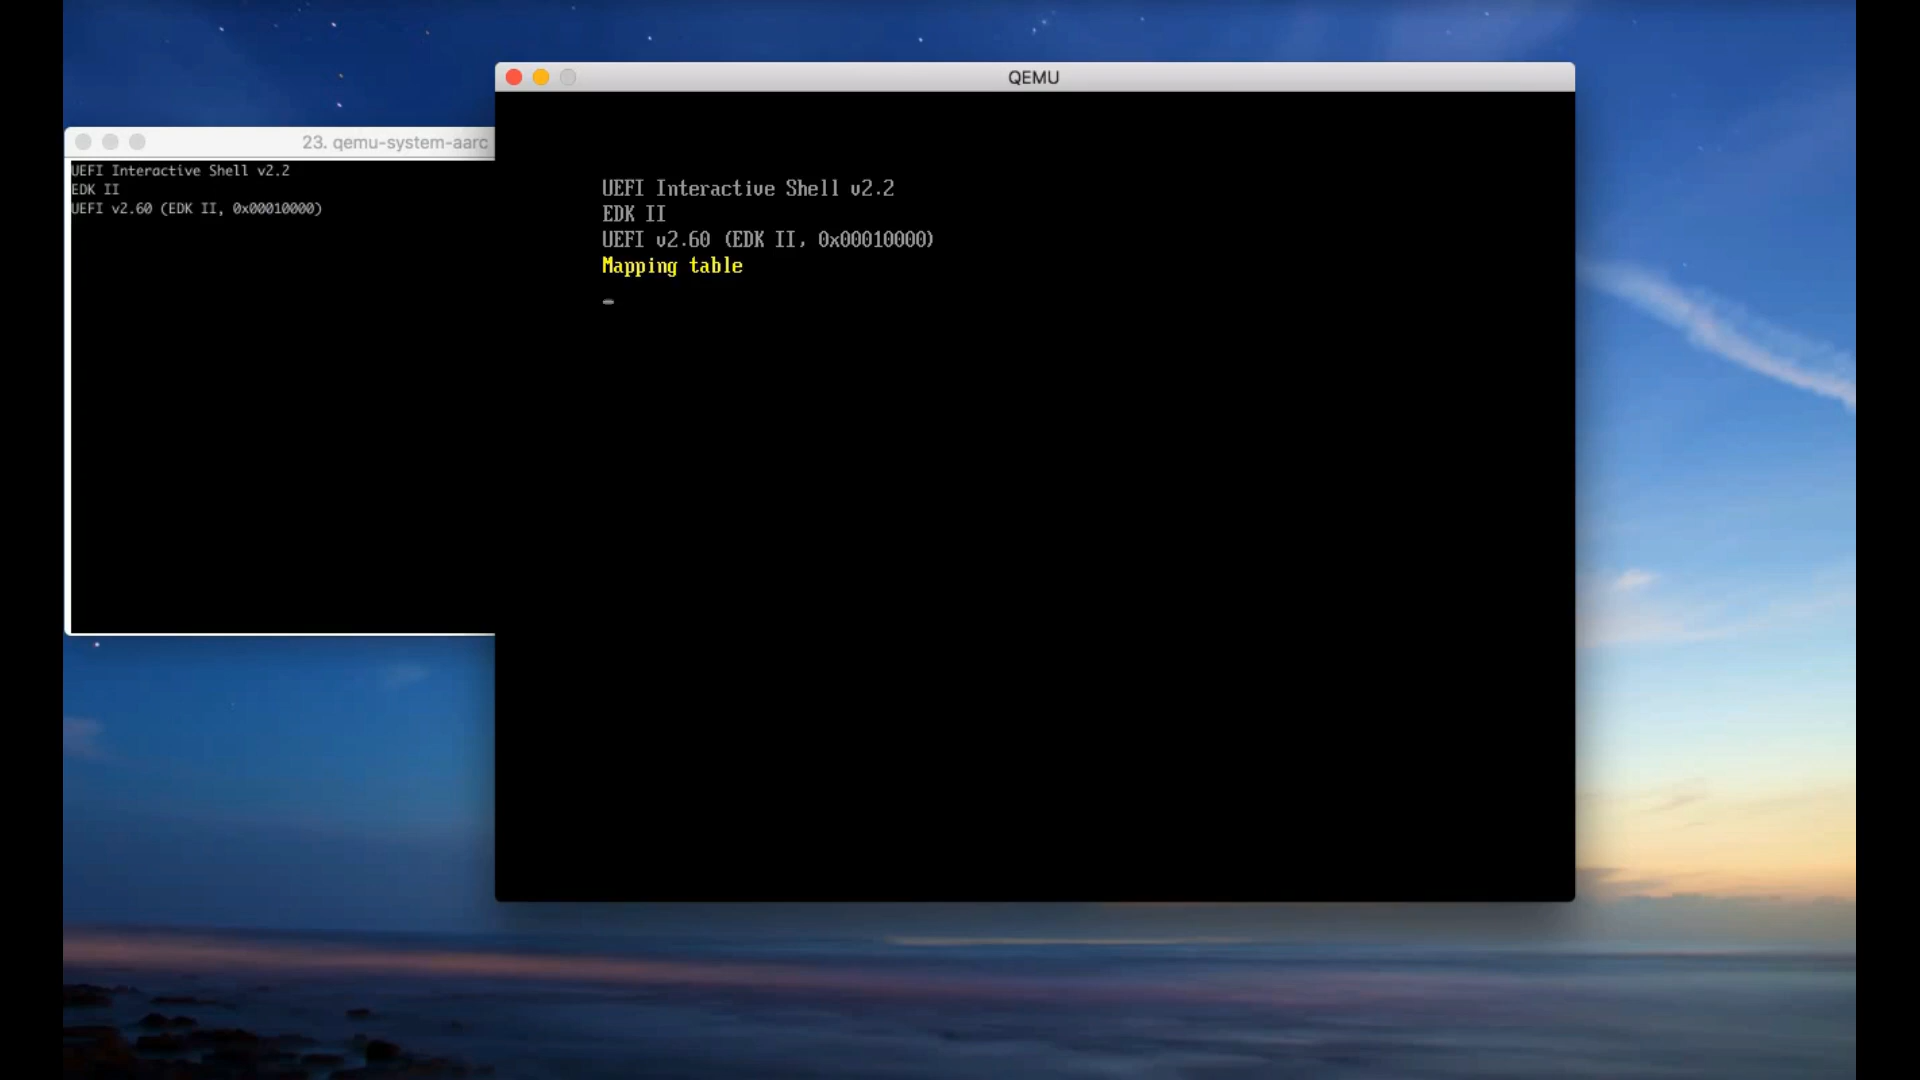 23. qemu-system-aarc
UEFI Interactive Shell v2.2
EDK II
UEFI v2.60 (EDK II, 0x00010000)
QEMU
UEFI Interactive Shell v2.2
EDK II
UEFI v2.60 (EDK II, 0x00010000)
Mapping table